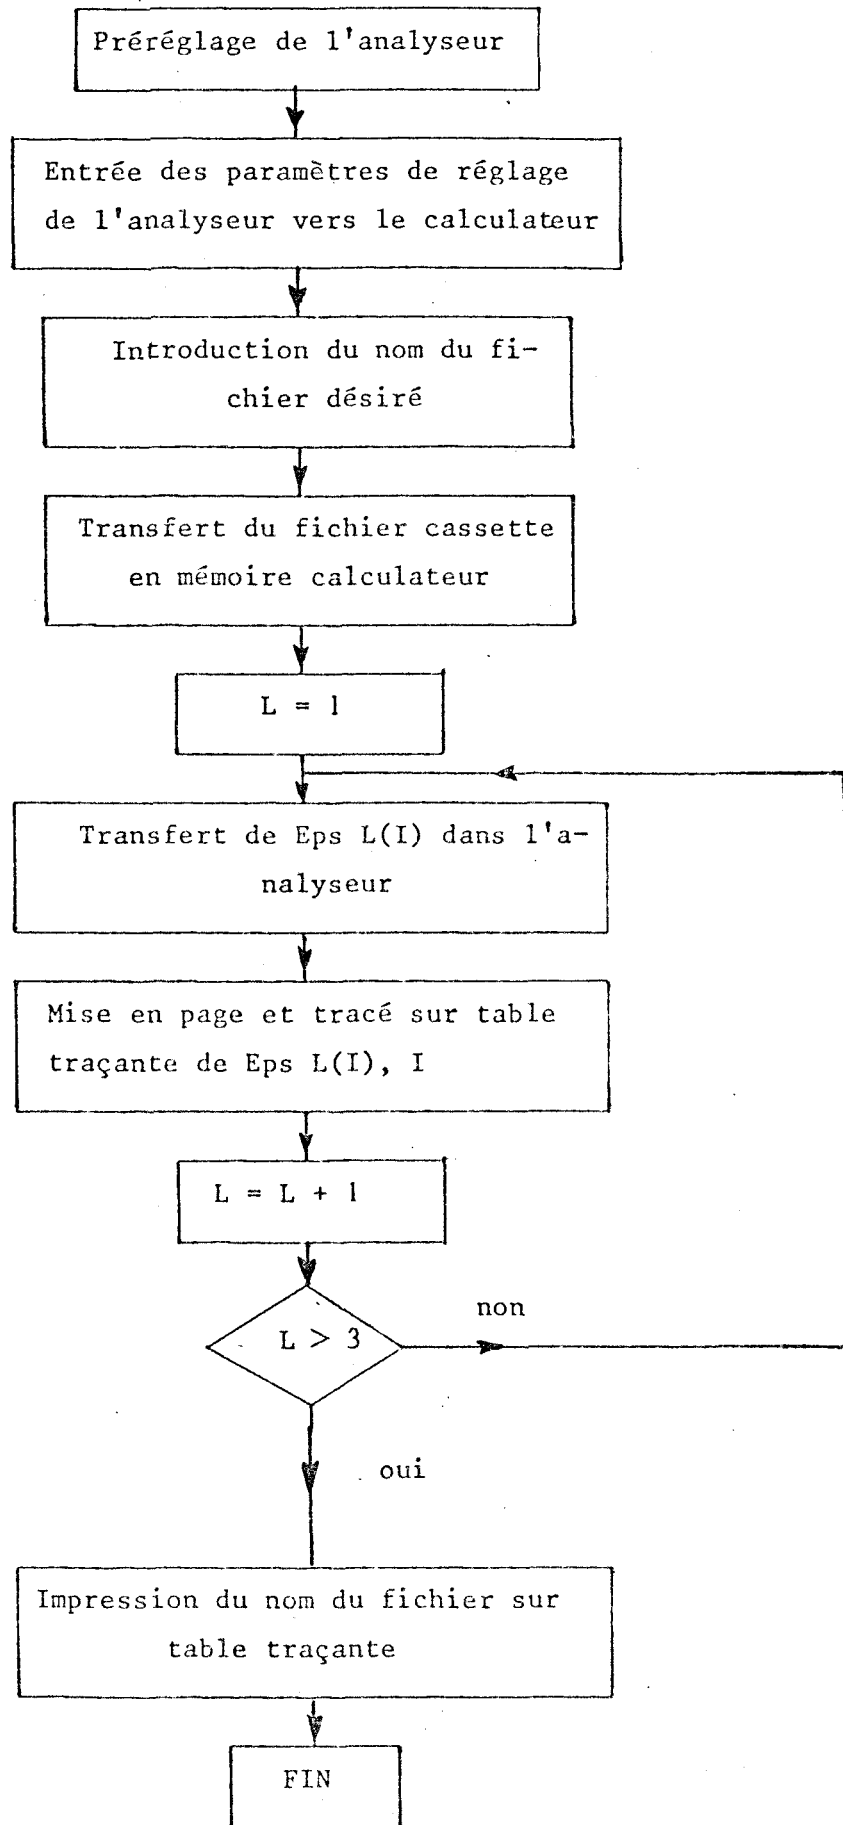 Préréglage de l'analyseur
Entrée des paramètres de réglage
de l'analyseur vers le calculateur
Introduction du nom du fi-
chier désiré
Transfert du fichier cassette
en mémoire calculateur
L = 1
Transfert de Eps L(I) dans l'a-
nalyseur
Mise en page et tracé sur table
traçante de Eps L(I), I
L = L + 1
L > 3
non
oui
Impression du nom du fichier sur
table traçante
FIN